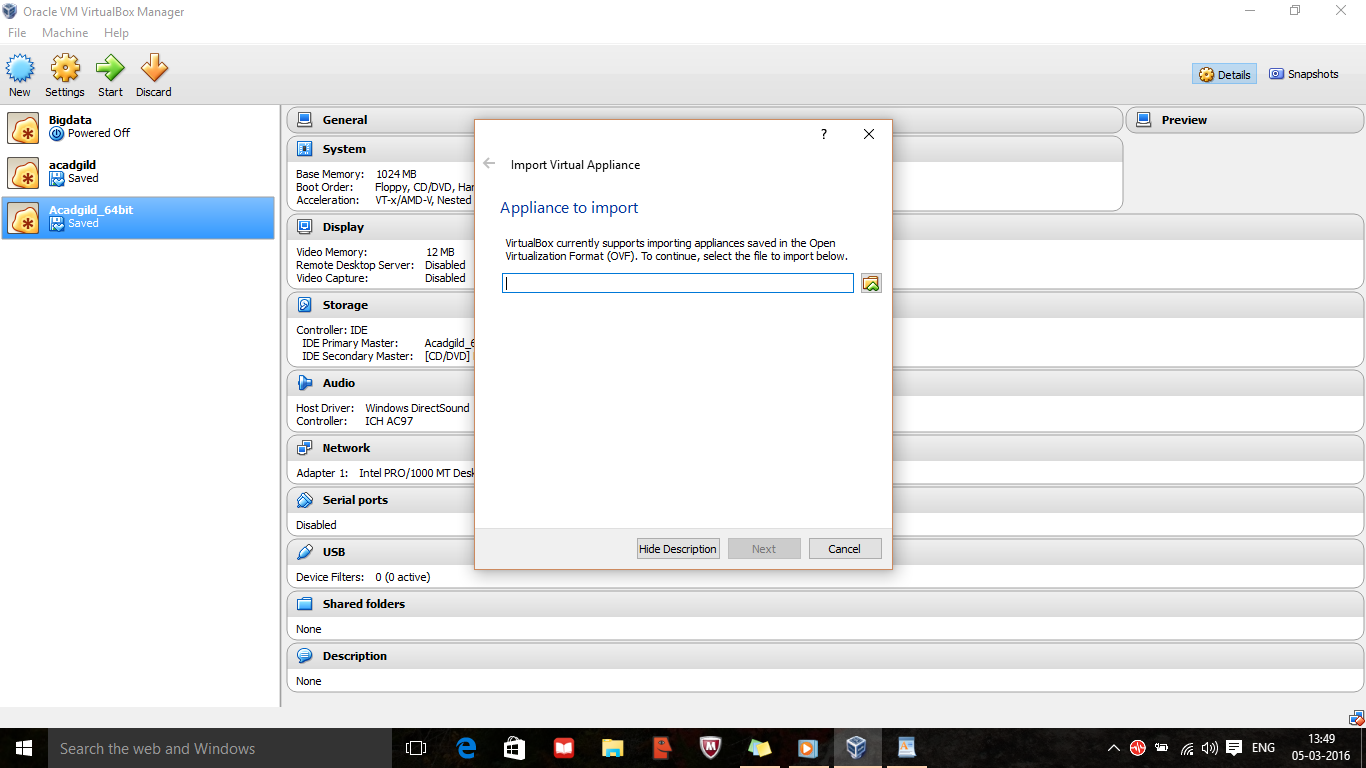 Oracle VM VirtualBox Manager
File Machine Help
New Settings Start Discard
Details Snapshots
Bigdata
Powered Off
acadgild
Saved
Acadgild_64bit
Saved
General
System
Base Memory: 1024 MB
Boot Order: Floppy, CD/DVD, Har
Acceleration: VT-x/AMD-V, Nested
Display
Video Memory: 12 MB
Remote Desktop Server: Disabled
Video Capture: Disabled
Storage
Controller: IDE
IDE Primary Master: Acadgild_6
IDE Secondary Master: [CD/DVD]
Audio
Host Driver: Windows DirectSound
Controller: ICH AC97
Network
Adapter 1: Intel PRO/1000 MT Desk
Serial ports
Disabled
USB
Device Filters: 0 (0 active)
Shared folders
None
Description
None
Preview
?
Import Virtual Appliance
Appliance to import
VirtualBox currently supports importing appliances saved in the Open
Virtualization Format (OVF). To continue, select the file to import below.
Hide Description Next Cancel
Search the web and Windows
ENG
13:49
05-03-2016